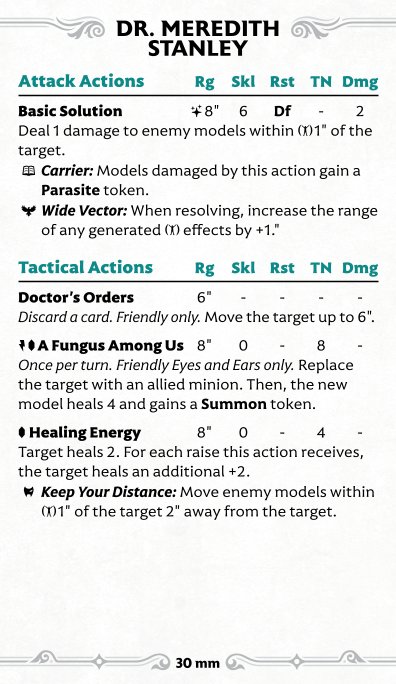 DR. MEREDITH
STANLEY
Attack Actions Rg Skl Rst TN Dmg
Basic Solution 8" 6 Df - 2
Deal 1 damage to enemy models within 1" of the
target.
Carrier: Models damaged by this action gain a
Parasite token.
Wide Vector: When resolving, increase the range
of any generated effects by +1."
Tactical Actions Rg Skl Rst TN Dmg
Doctor's Orders 6" - - - -
Discard a card. Friendly only. Move the target up to 6".
A Fungus Among Us 8" 0 - 8 -
Once per turn. Friendly Eyes and Ears only. Replace
the target with an allied minion. Then, the new
model heals 4 and gains a Summon token.
Healing Energy 8" 0 - 4 -
Target heals 2. For each raise this action receives,
the target heals an additional +2.
Keep Your Distance: Move enemy models within
1" of the target 2" away from the target.
30 mm